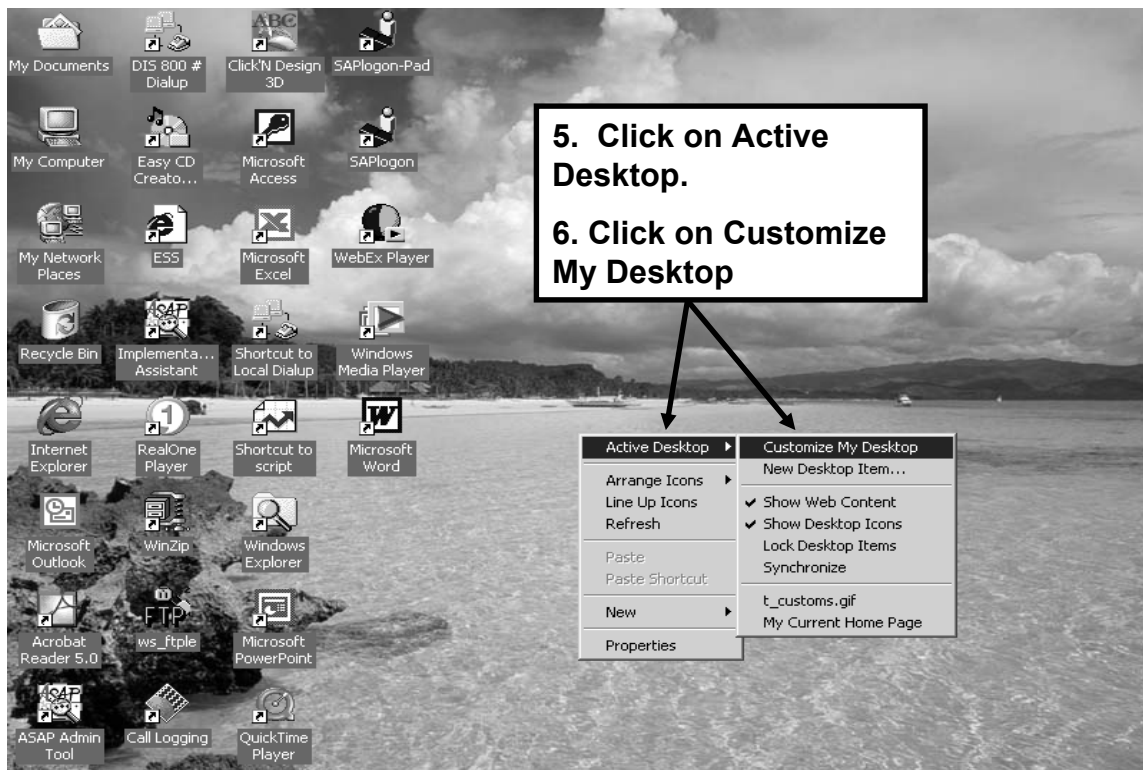 My Documents
DIS 800 #
Dialup
Click'N Design
3D
SAPlogon-Pad
My Computer
Easy CD
Creato...
Microsoft
Access
SAPlogon
My Network
Places
ESS
Microsoft
Excel
WebEx Player
Recycle Bin
Implementa...
Assistant
Shortcut to
Local Dialup
Windows
Media Player
Internet
Explorer
RealOne
Player
Shortcut to
script
Microsoft
Word
Microsoft
Outlook
WinZip
Windows
Explorer
Acrobat
Reader 5.0
FTP
ws_ftple
Microsoft
PowerPoint
ASAP
ASAP Admin
Tool
Call Logging
QuickTime
Player
ABC
ASAP
5. Click on Active
Desktop.
6. Click on Customize
My Desktop
Active Desktop
Arrange Icons
Line Up Icons
Refresh
Paste
Paste Shortcut
New
Properties
Customize My Desktop
New Desktop Item...
Show Web Content
Show Desktop Icons
Lock Desktop Items
Synchronize
t_customs.gif
My Current Home Page